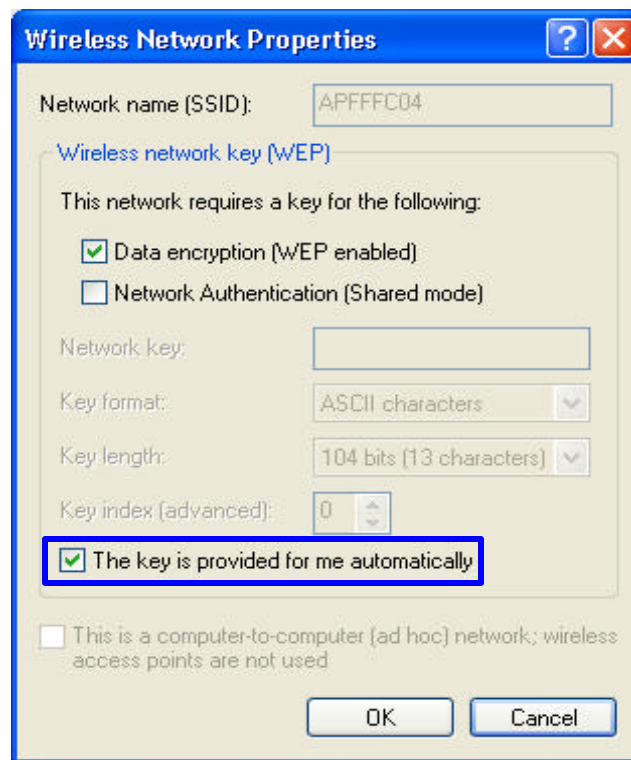 Wireless Network Properties
Network name (SSID): APFFFC04
Wireless network key (WEP)
This network requires a key for the following:
Data encryption (WEP enabled)
Network Authentication (Shared mode)
Network key:
Key format: ASCII characters
Key length: 104 bits (13 characters)
Key index (advanced): 0
The key is provided for me automatically
This is a computer-to-computer (ad hoc) network; wireless
access points are not used
OK Cancel